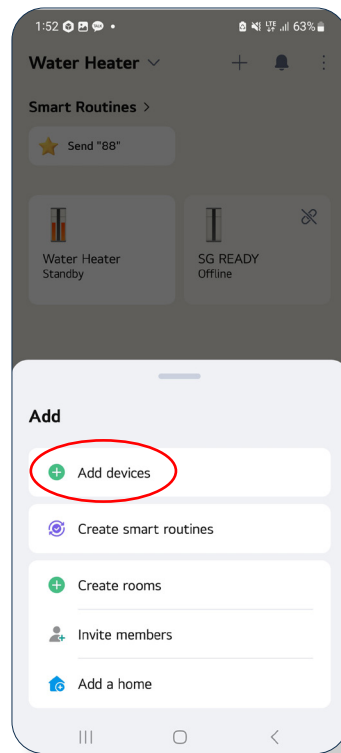 1:52 LTE 63%
Water Heater
Smart Routines >
Send "88"
Water Heater
Standby
SG READY
Offline
Add
Add devices
Create smart routines
Create rooms
Invite members
Add a home